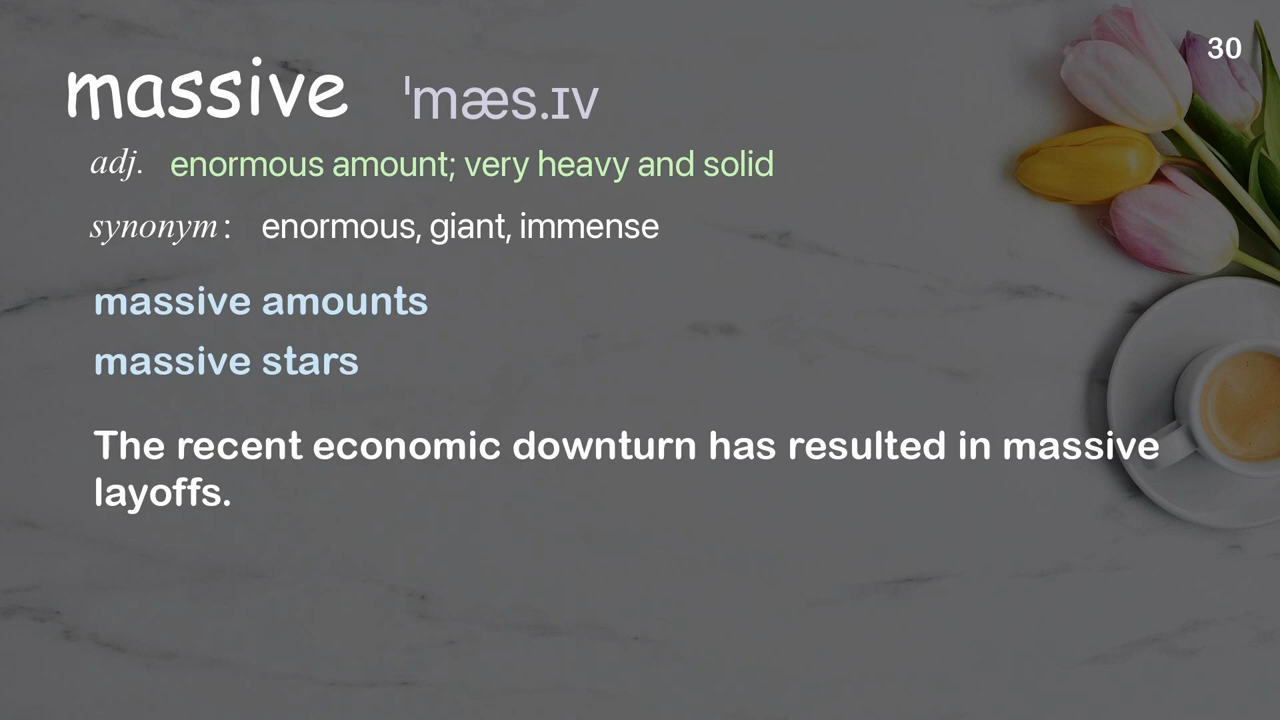 30
massive ˈmæs.ɪv
adj. enormous amount; very heavy and solid
synonym: enormous, giant, immense
massive amounts
massive stars
The recent economic downturn has resulted in massive
layoffs.